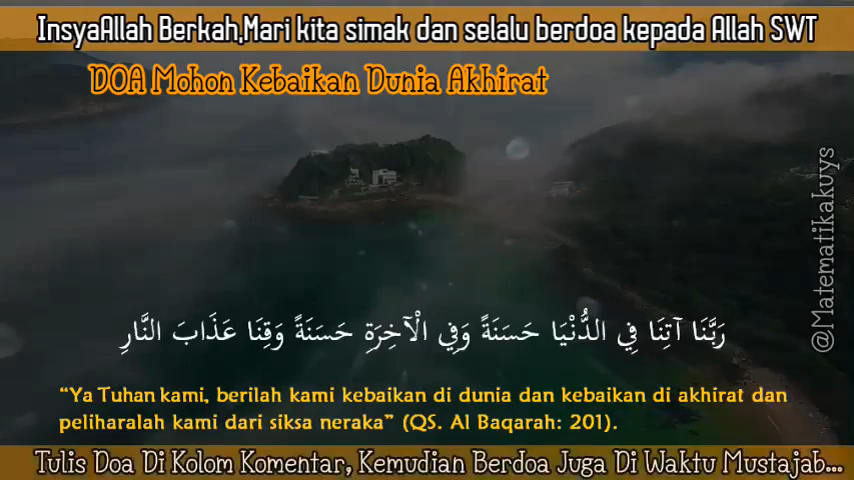 InsyaAllah Berkah,Mari kita simak dan selalu berdoa kepada Allah SWT
DOA Mohon Kebaikan Dunia Akhirat
@Matematikakuys
رَبَّنَا آتِنَا فِي الدُّنْيَا حَسَنَةً وَفِي الْآخِرَةِ حَسَنَةً وَقِنَا عَذَابَ النَّارِ
“Ya Tuhan kami, berilah kami kebaikan di dunia dan kebaikan di akhirat dan
peliharalah kami dari siksa neraka” (QS. Al Baqarah: 201).
Tulis Doa Di Kolom Komentar, Kemudian Berdoa Juga Di Waktu Mustajab...